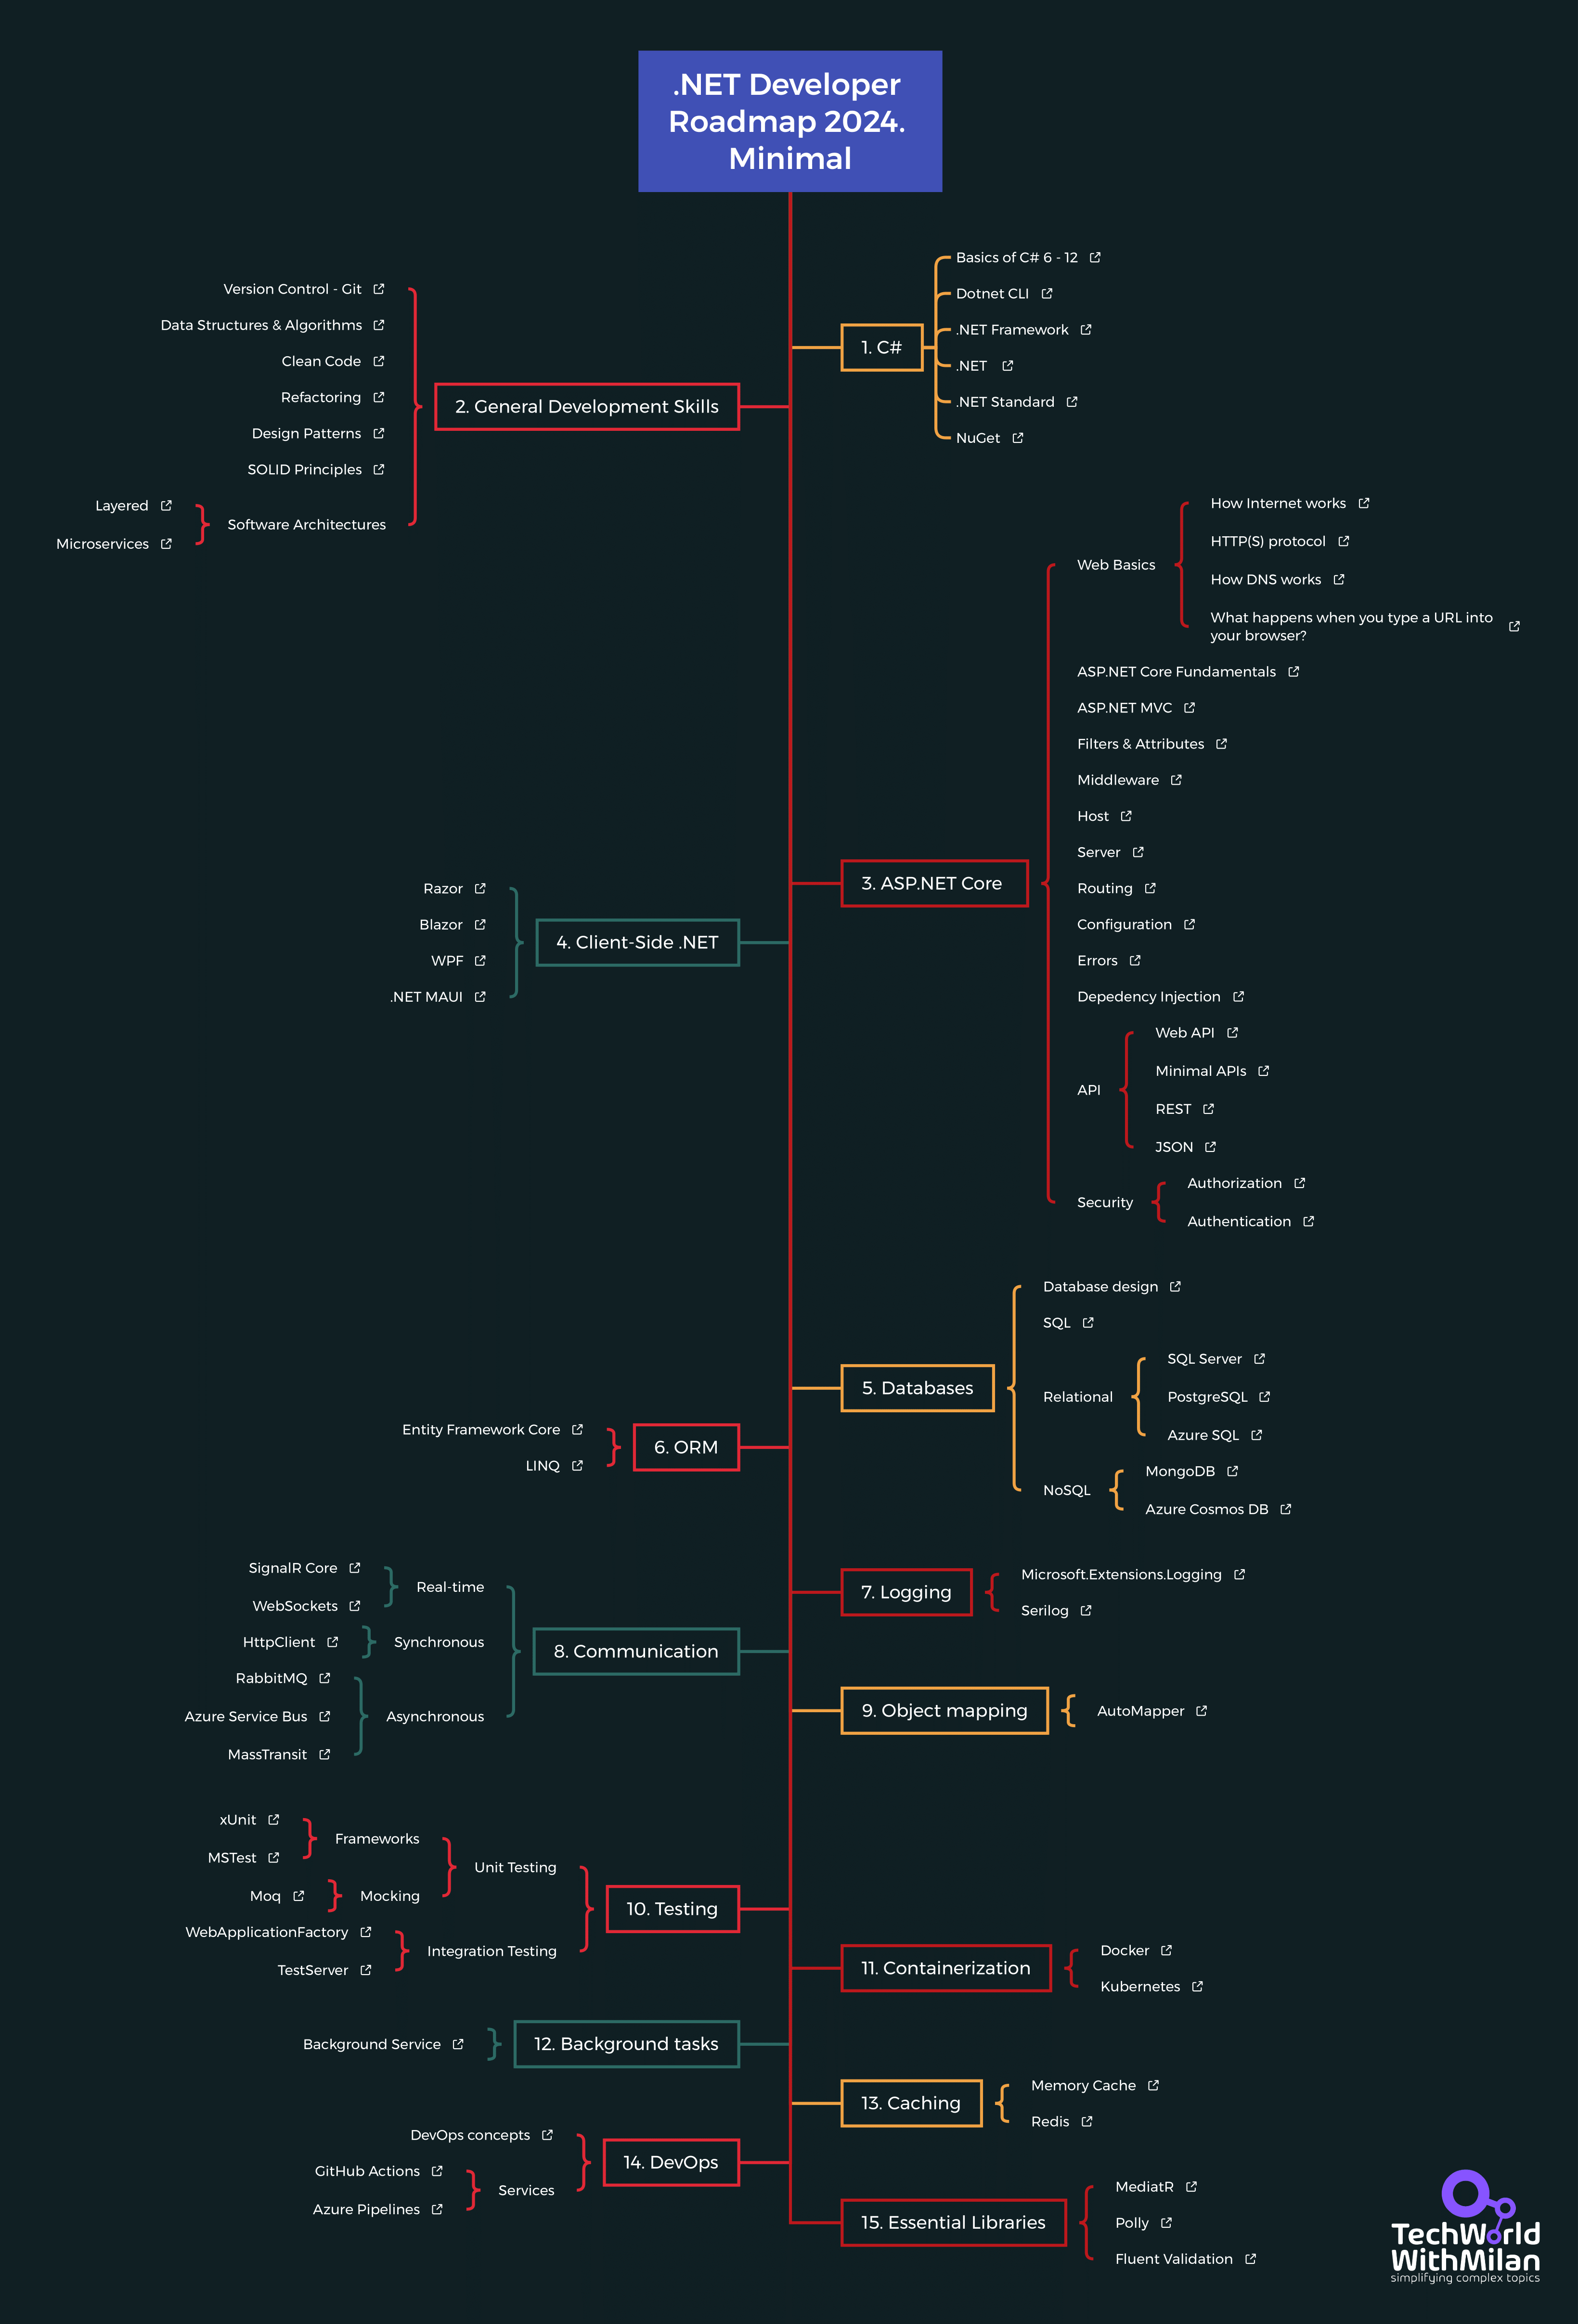 .NET Developer
Roadmap 2024.
Minimal
1. C#
Basics of C# 6 - 12
Dotnet CLI
.NET Framework
.NET
.NET Standard
NuGet
2. General Development Skills
Version Control - Git
Data Structures & Algorithms
Clean Code
Refactoring
Design Patterns
SOLID Principles
Software Architectures
Layered
Microservices
3. ASP.NET Core
Web Basics
How Internet works
HTTP(S) protocol
How DNS works
What happens when you type a URL into
your browser?
ASP.NET Core Fundamentals
ASP.NET MVC
Filters & Attributes
Middleware
Host
Server
Routing
Configuration
Errors
Depedency Injection
API
Web API
Minimal APIs
REST
JSON
Security
Authorization
Authentication
4. Client-Side .NET
Razor
Blazor
WPF
.NET MAUI
5. Databases
Database design
SQL
Relational
SQL Server
PostgreSQL
Azure SQL
NoSQL
MongoDB
Azure Cosmos DB
6. ORM
Entity Framework Core
LINQ
7. Logging
Microsoft.Extensions.Logging
Serilog
8. Communication
Real-time
SignalR Core
WebSockets
Synchronous
HttpClient
Asynchronous
RabbitMQ
Azure Service Bus
MassTransit
9. Object mapping
AutoMapper
10. Testing
Unit Testing
Frameworks
xUnit
MSTest
Mocking
Moq
Integration Testing
WebApplicationFactory
TestServer
11. Containerization
Docker
Kubernetes
12. Background tasks
Background Service
13. Caching
Memory Cache
Redis
14. DevOps
DevOps concepts
Services
GitHub Actions
Azure Pipelines
15. Essential Libraries
MediatR
Polly
Fluent Validation
TechWorld
WithMilan
simplifying complex topics